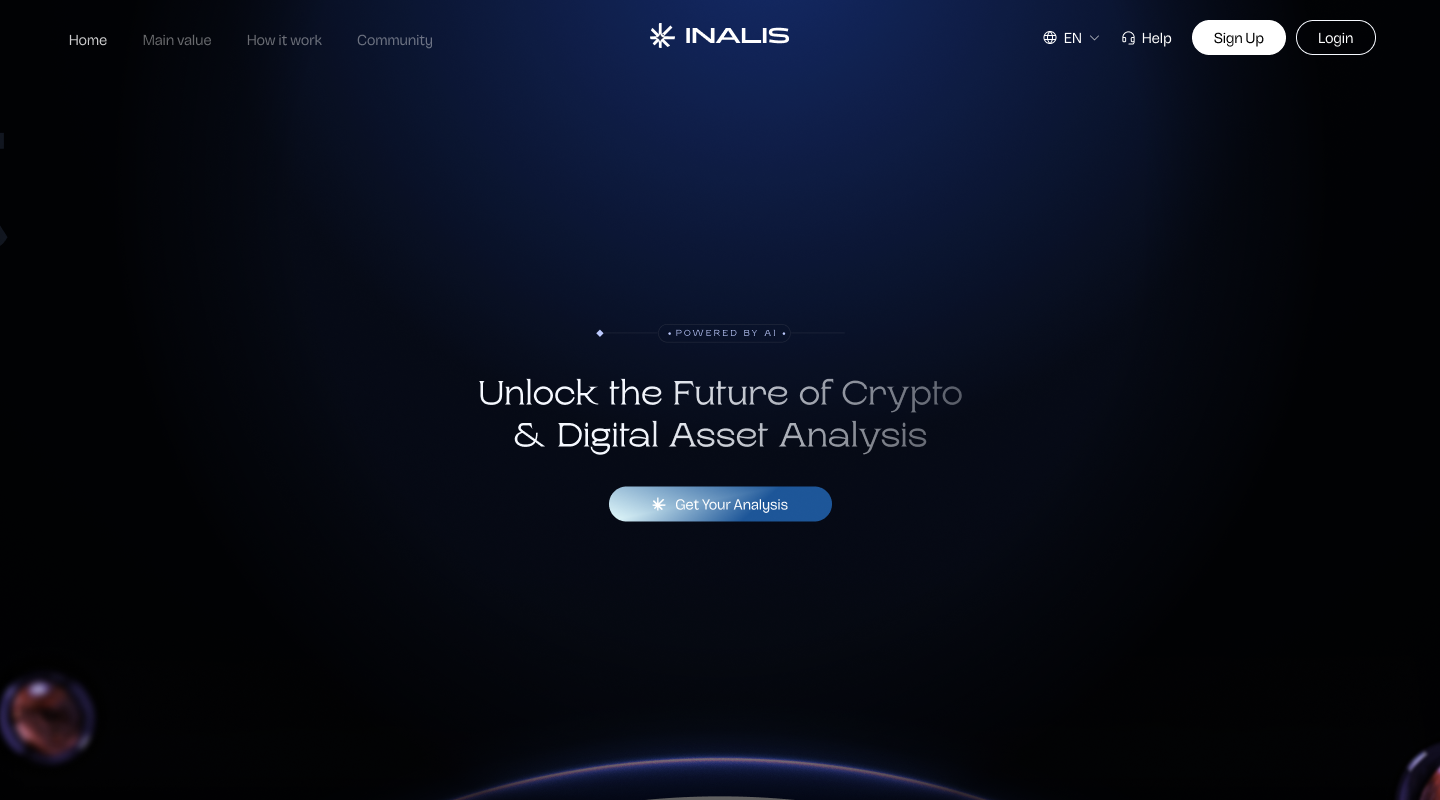 Home
Main value
How it work
Community
INALIS
EN
Help
Sign Up
Login
• POWERED BY AI •
Unlock the Future of Crypto
& Digital Asset Analysis
Get Your Analysis